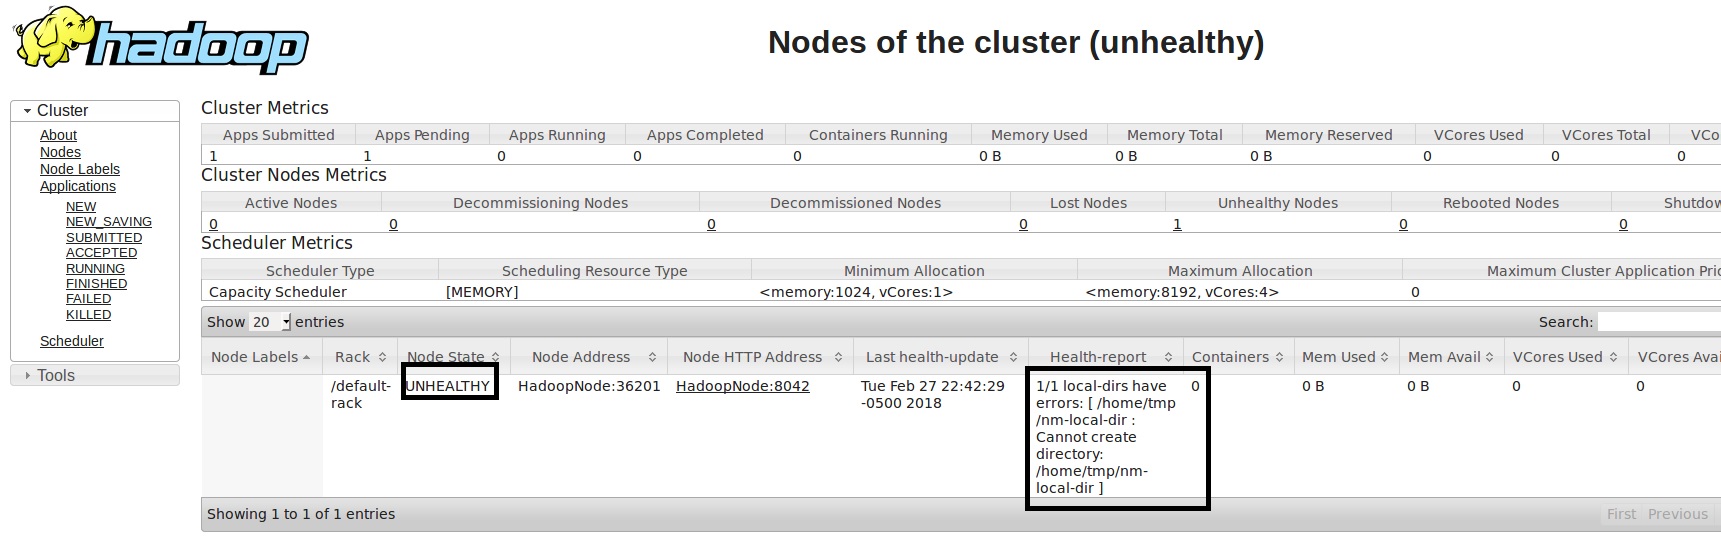 hadoop
Nodes of the cluster (unhealthy)
Cluster
About
Nodes
Node Labels
Applications
NEW
NEW_SAVING
SUBMITTED
ACCEPTED
RUNNING
FINISHED
FAILED
KILLED
Scheduler
Tools
Cluster Metrics
Apps Submitted Apps Pending Apps Running Apps Completed Containers Running Memory Used Memory Total Memory Reserved VCores Used VCores Total VCo
1 1 0 0 0 0 B 0 B 0 B 0 0 0
Cluster Nodes Metrics
Active Nodes Decommissioning Nodes Decommissioned Nodes Lost Nodes Unhealthy Nodes Rebooted Nodes Shutdow
0 0 0 0 1 0 0
Scheduler Metrics
Scheduler Type Scheduling Resource Type Minimum Allocation Maximum Allocation Maximum Cluster Application Prio
Capacity Scheduler [MEMORY] <memory:1024, vCores:1> <memory:8192, vCores:4> 0
Show 20 entries Search:
Node Labels Rack Node State Node Address Node HTTP Address Last health-update Health-report Containers Mem Used Mem Avail VCores Used VCores Avai
/default-rack UNHEALTHY HadoopNode:36201 HadoopNode:8042 Tue Feb 27 22:42:29 1/1 local-dirs have 0 0 B 0 B 0 0
-0500 2018 errors: [ /home/tmp
/nm-local-dir :
Cannot create
directory:
/home/tmp/nm-
local-dir ]
Showing 1 to 1 of 1 entries First Previous